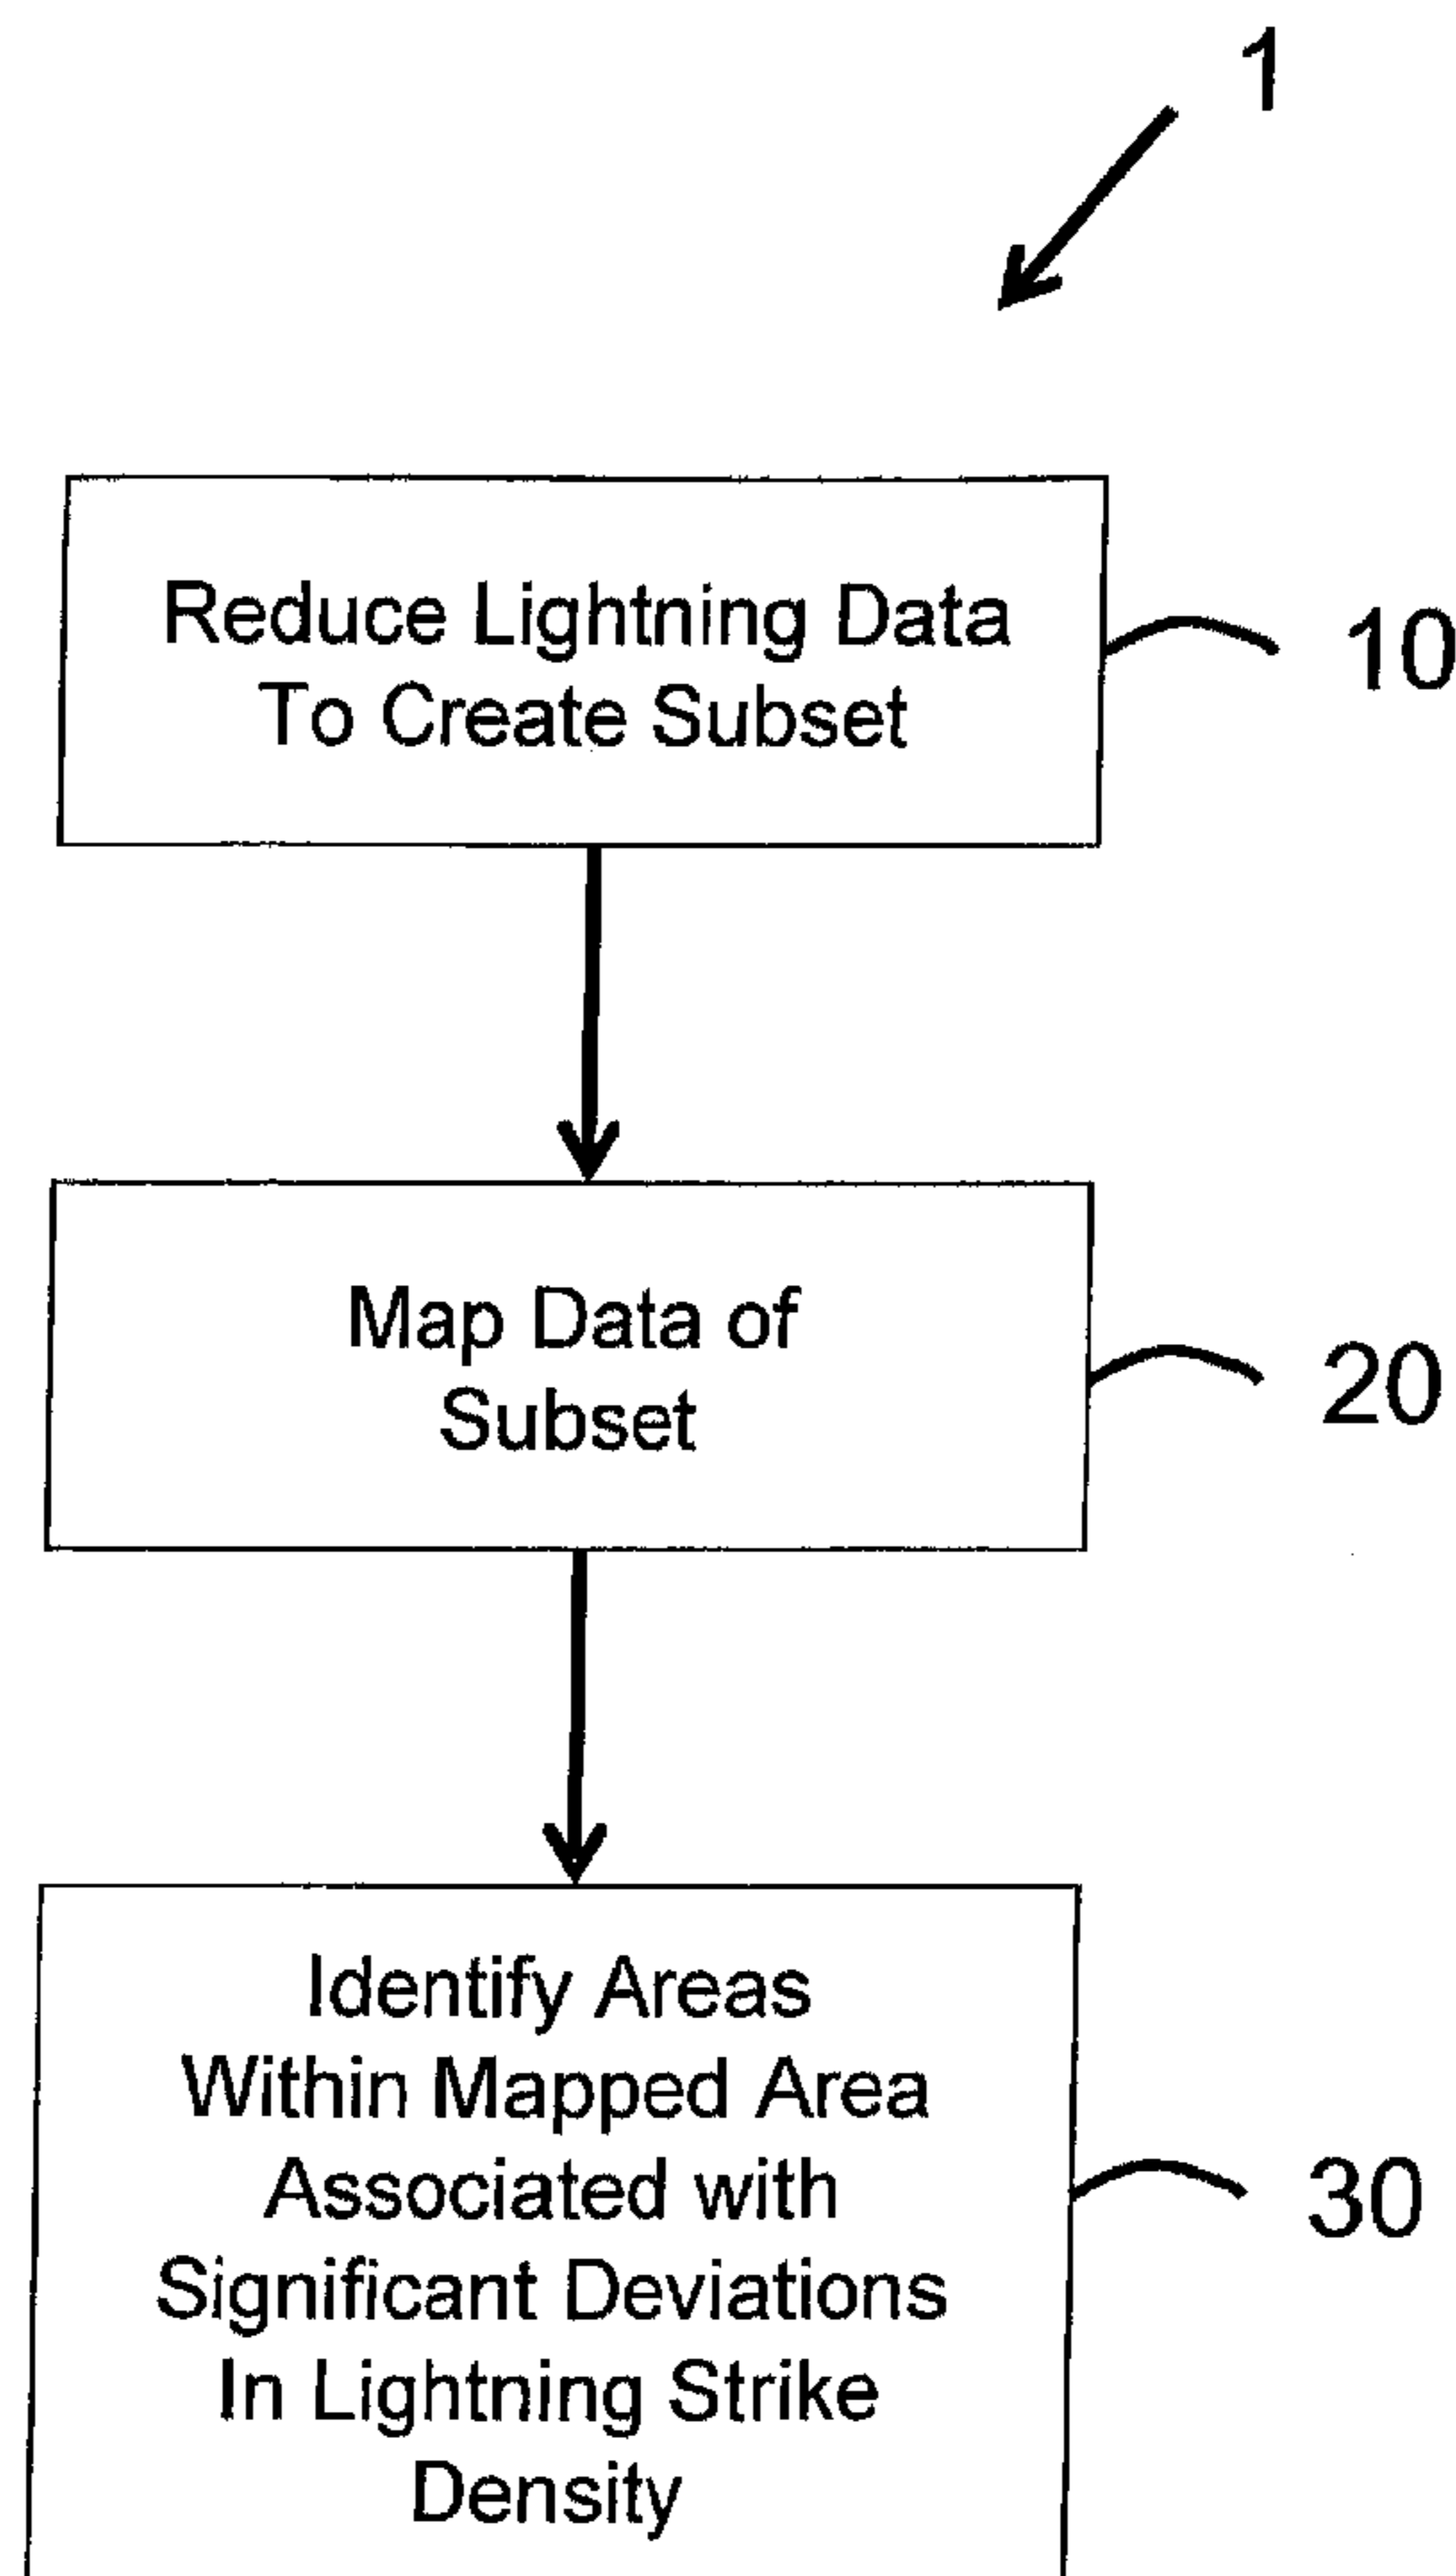 1
Reduce Lightning Data
To Create Subset
10
Map Data of
Subset
20
Identify Areas
Within Mapped Area
Associated with
Significant Deviations
In Lightning Strike
Density
30